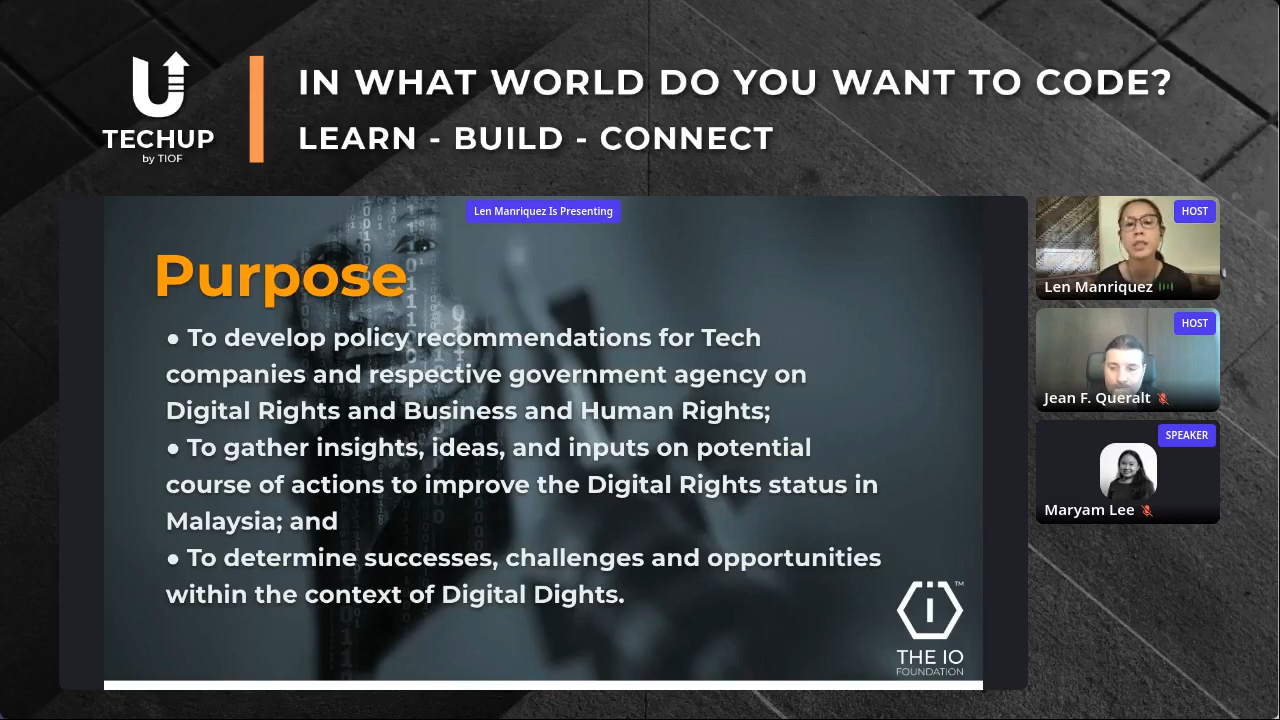 IN WHAT WORLD DO YOU WANT TO CODE?
TECHUP
by TIOF
LEARN - BUILD - CONNECT
Len Manriquez Is Presenting
Purpose
● To develop policy recommendations for Tech
companies and respective government agency on
Digital Rights and Business and Human Rights;
● To gather insights, ideas, and inputs on potential
course of actions to improve the Digital Rights status in
Malaysia; and
● To determine successes, challenges and opportunities
within the context of Digital Dights.
THE IO
FOUNDATION
TM
HOST
Len Manriquez
HOST
Jean F. Queralt
SPEAKER
Maryam Lee